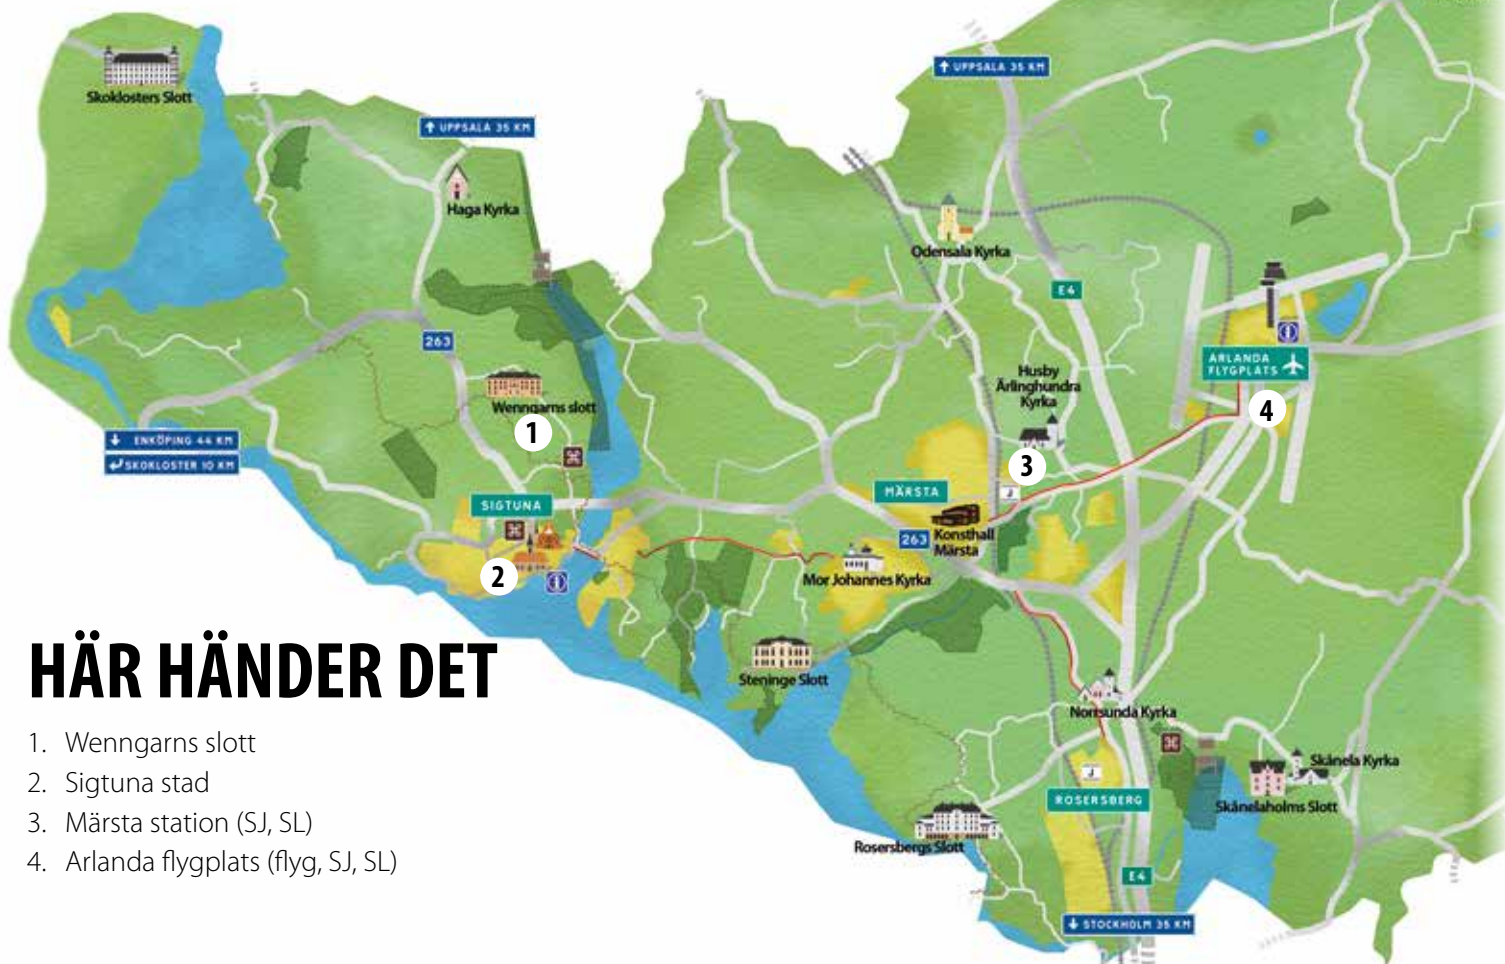 Skoklosters Slott
↑ UPPSALA 35 KM
↑ UPPSALA 35 KM
Haga Kyrka
Odensala Kyrka
E4
263
ARLANDA
FLYGPLATS
Husby
Ärlinghundra
Kyrka
Wenngarns slott
1
4
↓ ENKÖPING 44 KM
↵ SKOKLOSTER 10 KM
3
MÄRSTA
SIGTUNA
263
Konsthall
Märsta
2
Mor Johannes Kyrka
Steninge Slott
Norrsunda Kyrka
Skånela Kyrka
ROSERSBERG
Skånelaholms Slott
Rosersbergs Slott
E4
↓ STOCKHOLM 35 KM
HÄR HÄNDER DET
1. Wenngarns slott
2. Sigtuna stad
3. Märsta station (SJ, SL)
4. Arlanda flygplats (flyg, SJ, SL)